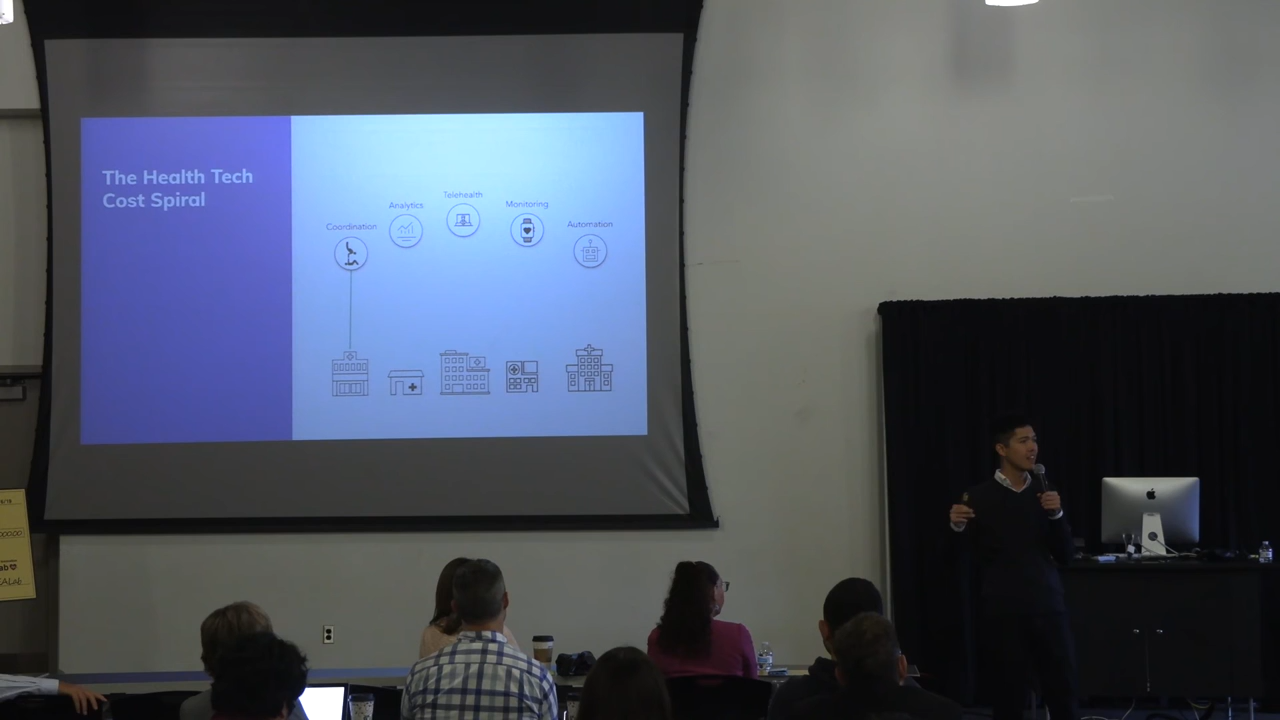 The Health Tech
Cost Spiral
Coordination
Analytics
Telehealth
Monitoring
Automation